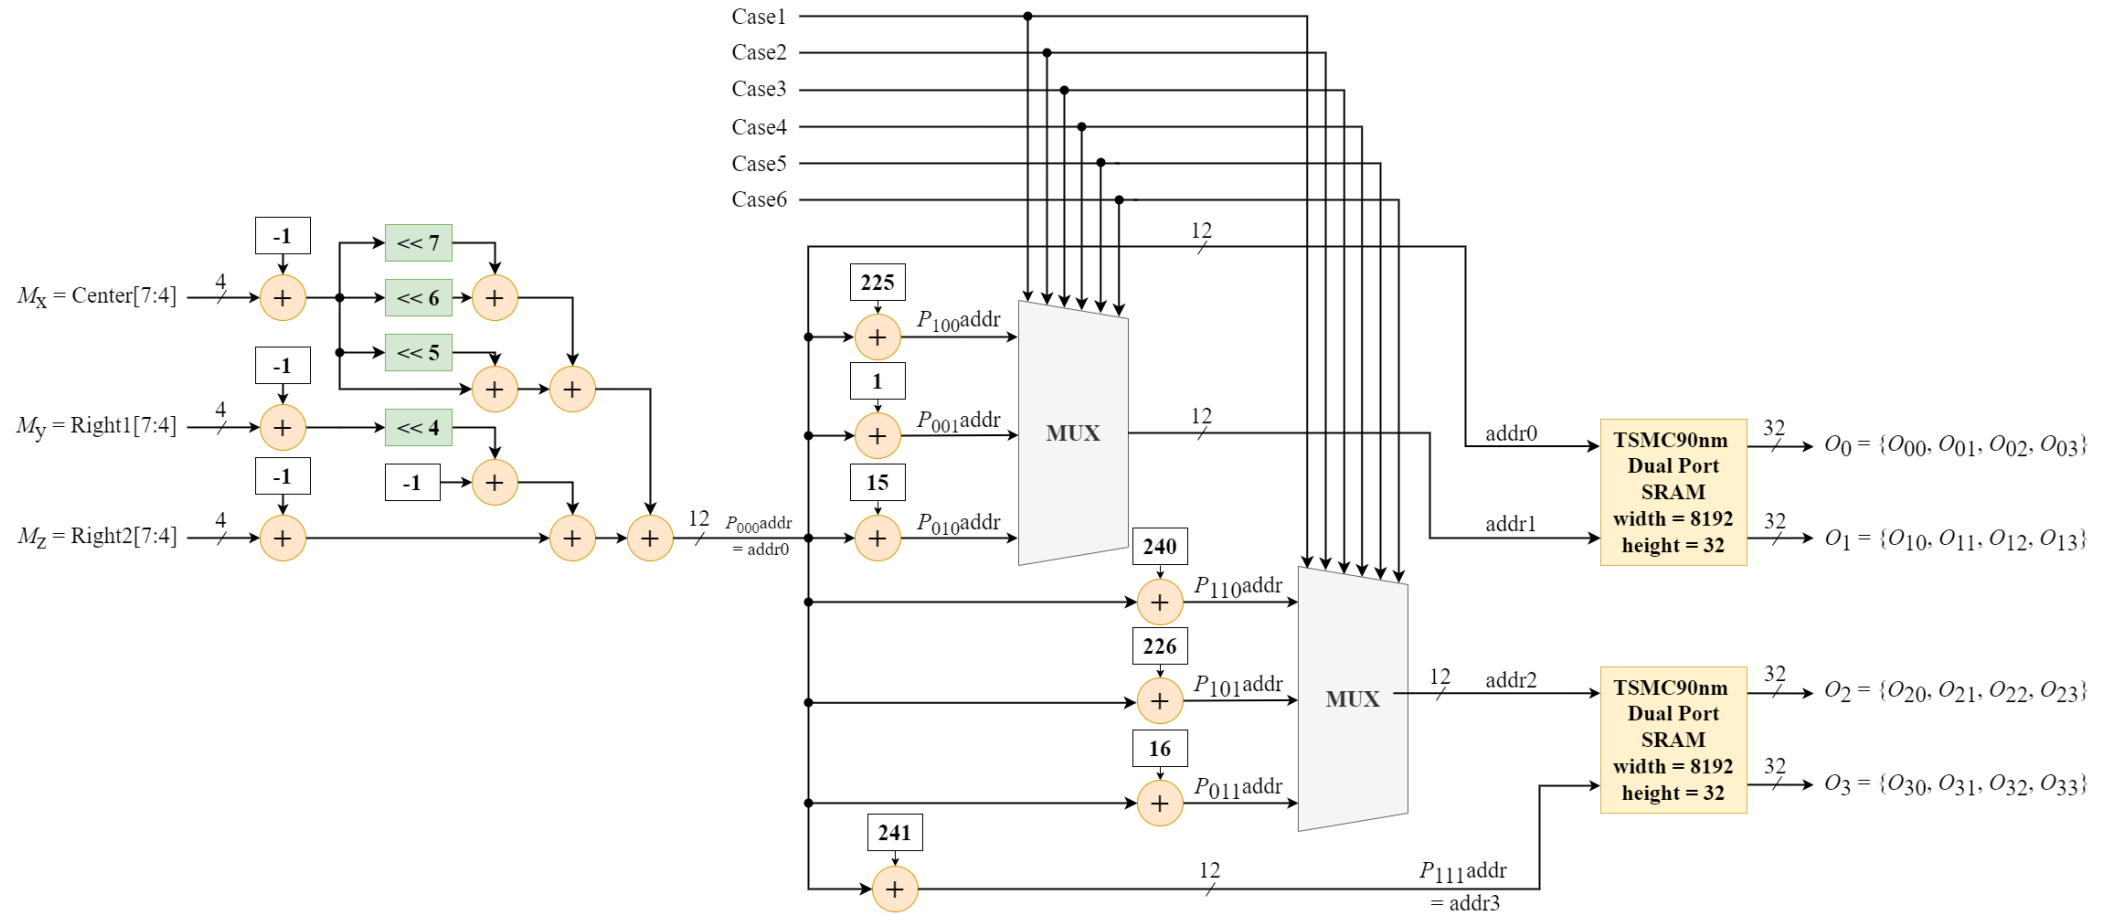 Case1
Case2
Case3
Case4
Case5
Case6
12
-1
<< 7
4
Mx = Center[7:4]
+
<< 6
+
225
P100addr
+
<< 5
-1
1
+
+
4
My = Right1[7:4]
+
<< 4
P001addr
+
MUX
12
addr0
TSMC90nm
Dual Port
SRAM
width = 8192
height = 32
32
O0 = {O00, O01, O02, O03}
-1
-1
+
15
P010addr
+
addr1
32
O1 = {O10, O11, O12, O13}
4
Mz = Right2[7:4]
+
+
+
12
P000addr
= addr0
240
P110addr
+
226
P101addr
+
MUX
12
addr2
TSMC90nm
Dual Port
SRAM
width = 8192
height = 32
32
O2 = {O20, O21, O22, O23}
16
P011addr
+
32
O3 = {O30, O31, O32, O33}
241
+
12
P111addr
= addr3